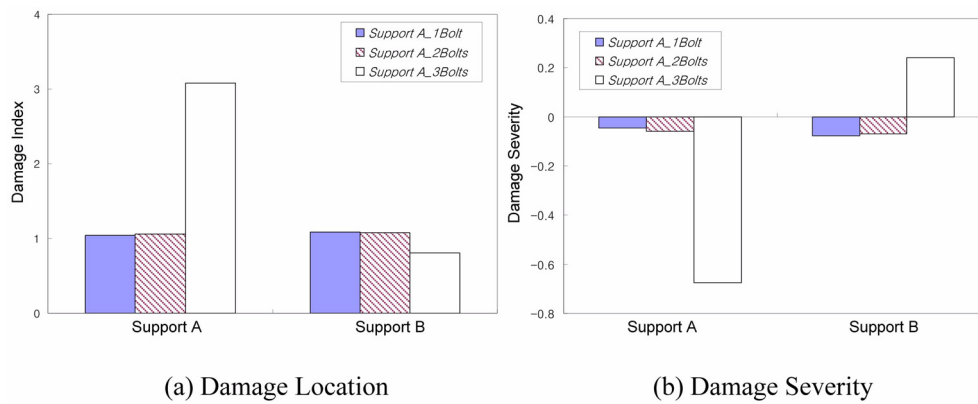 4
3
2
1
0
Damage Index
Support A_1Bolt
Support A_2Bolts
Support A_3Bolts
Support A
Support B
(a) Damage Location
0.4
0.2
0
-0.2
-0.4
-0.6
-0.8
Damage Severity
Support A_1Bolt
Support A_2Bolts
Support A_3Bolts
Support A
Support B
(b) Damage Severity